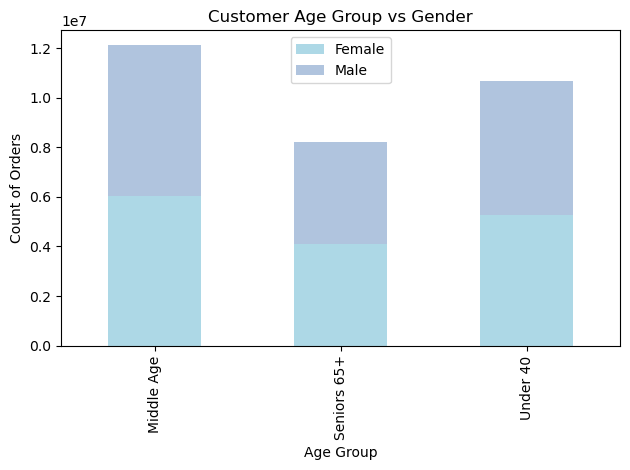 Customer Age Group vs Gender
1e7
Female
Male
1.2
1.0
0.8
0.6
0.4
0.2
0.0
Count of Orders
Middle Age
Seniors 65+
Under 40
Age Group